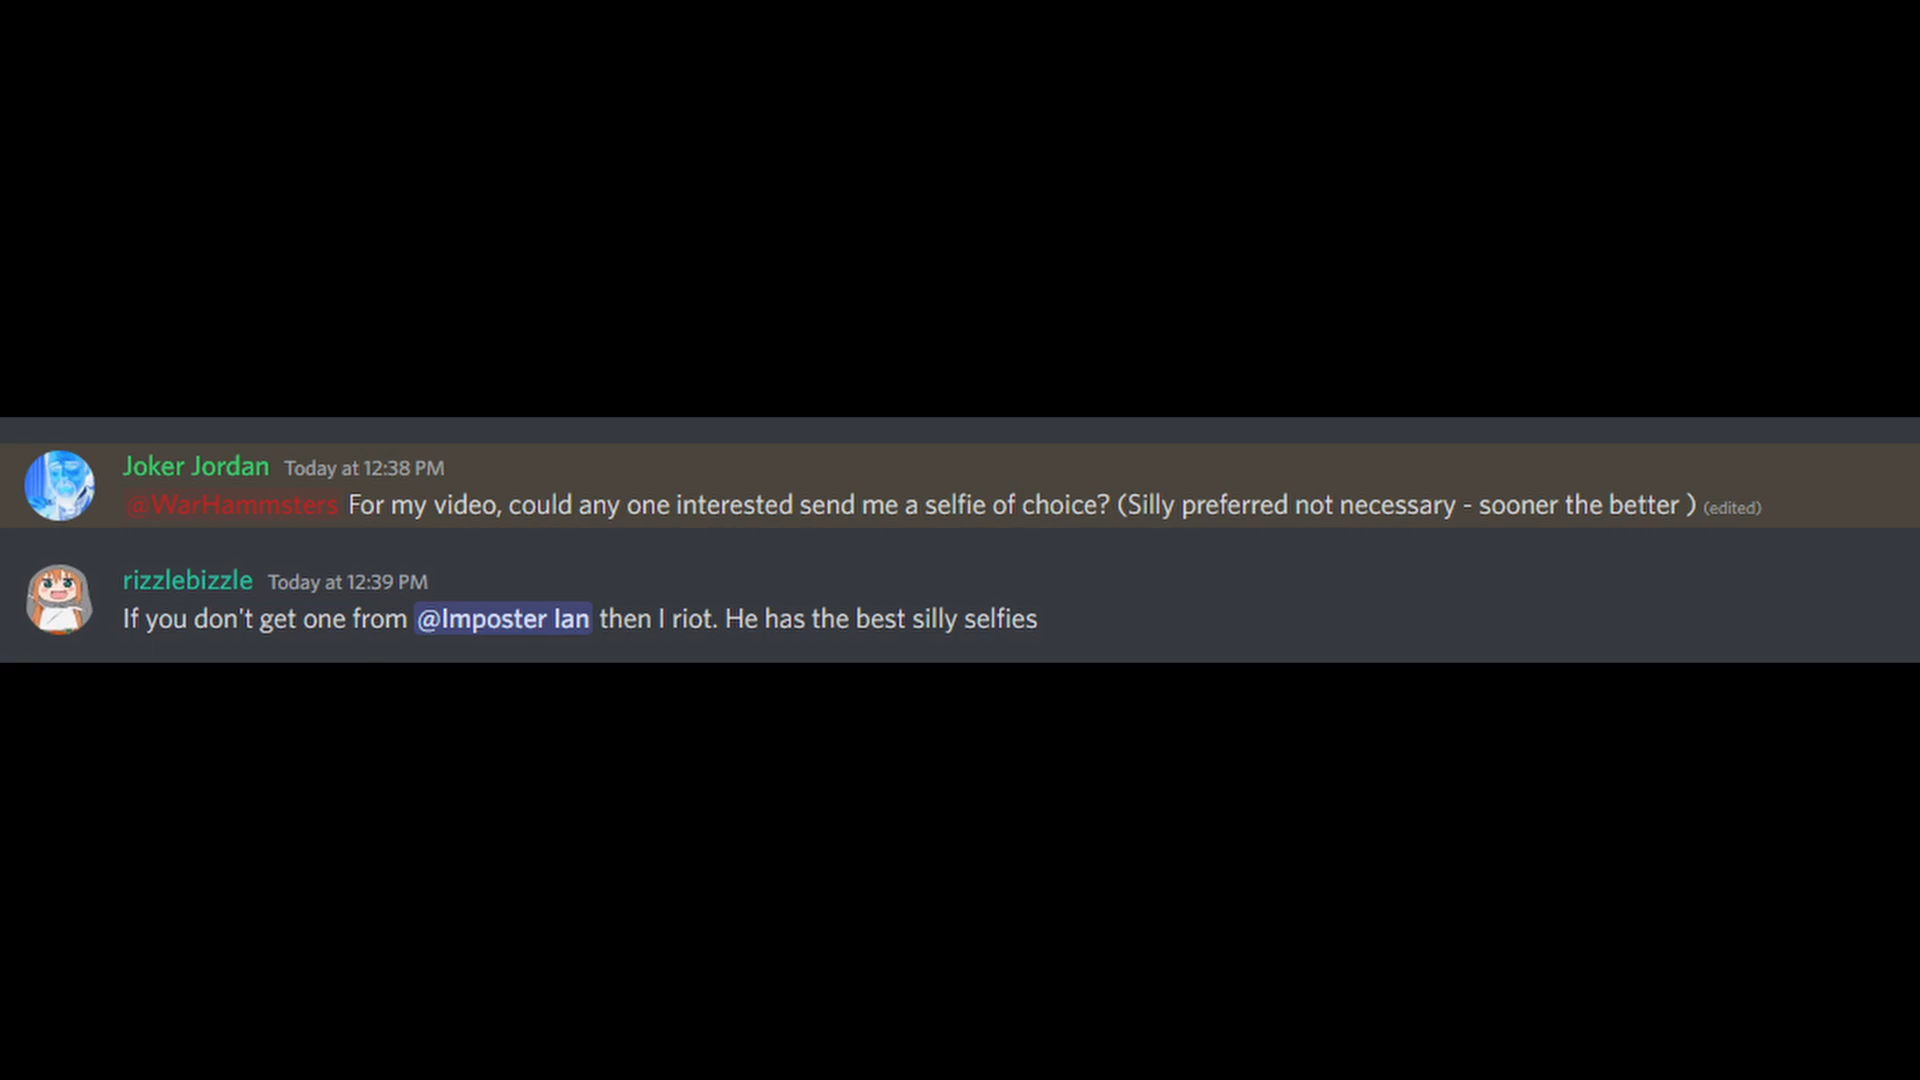 Joker Jordan Today at 12:38 PM
@WarHammsters For my video, could any one interested send me a selfie of choice? (Silly preferred not necessary - sooner the better ) (edited)
rizzlebizzle Today at 12:39 PM
If you don't get one from @Imposter Ian then I riot. He has the best silly selfies